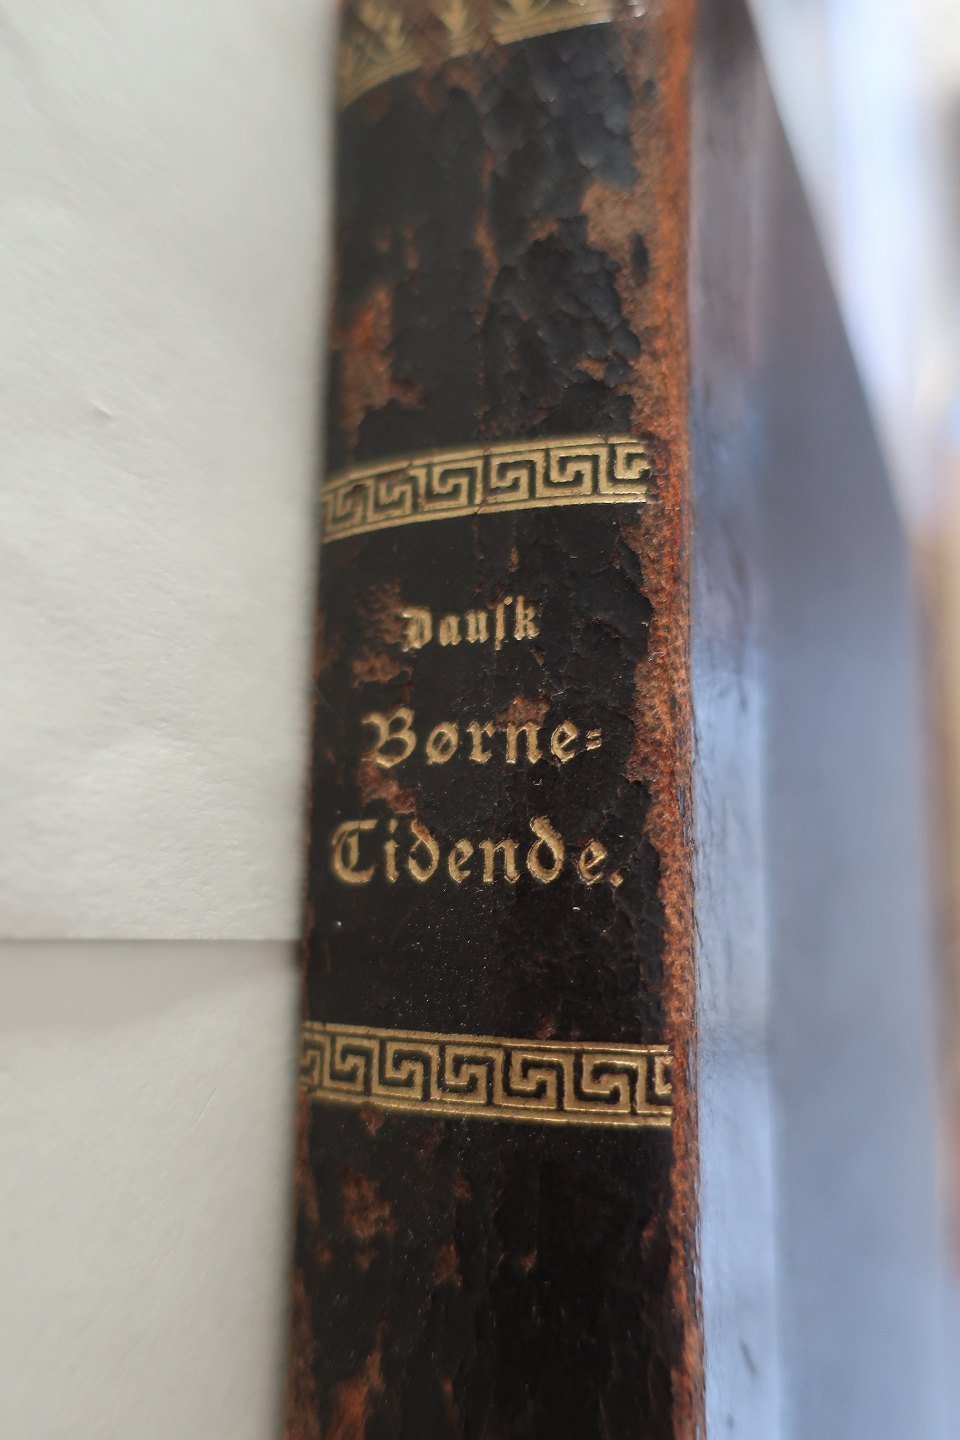 Danſk
Børne⸗
Tidende.